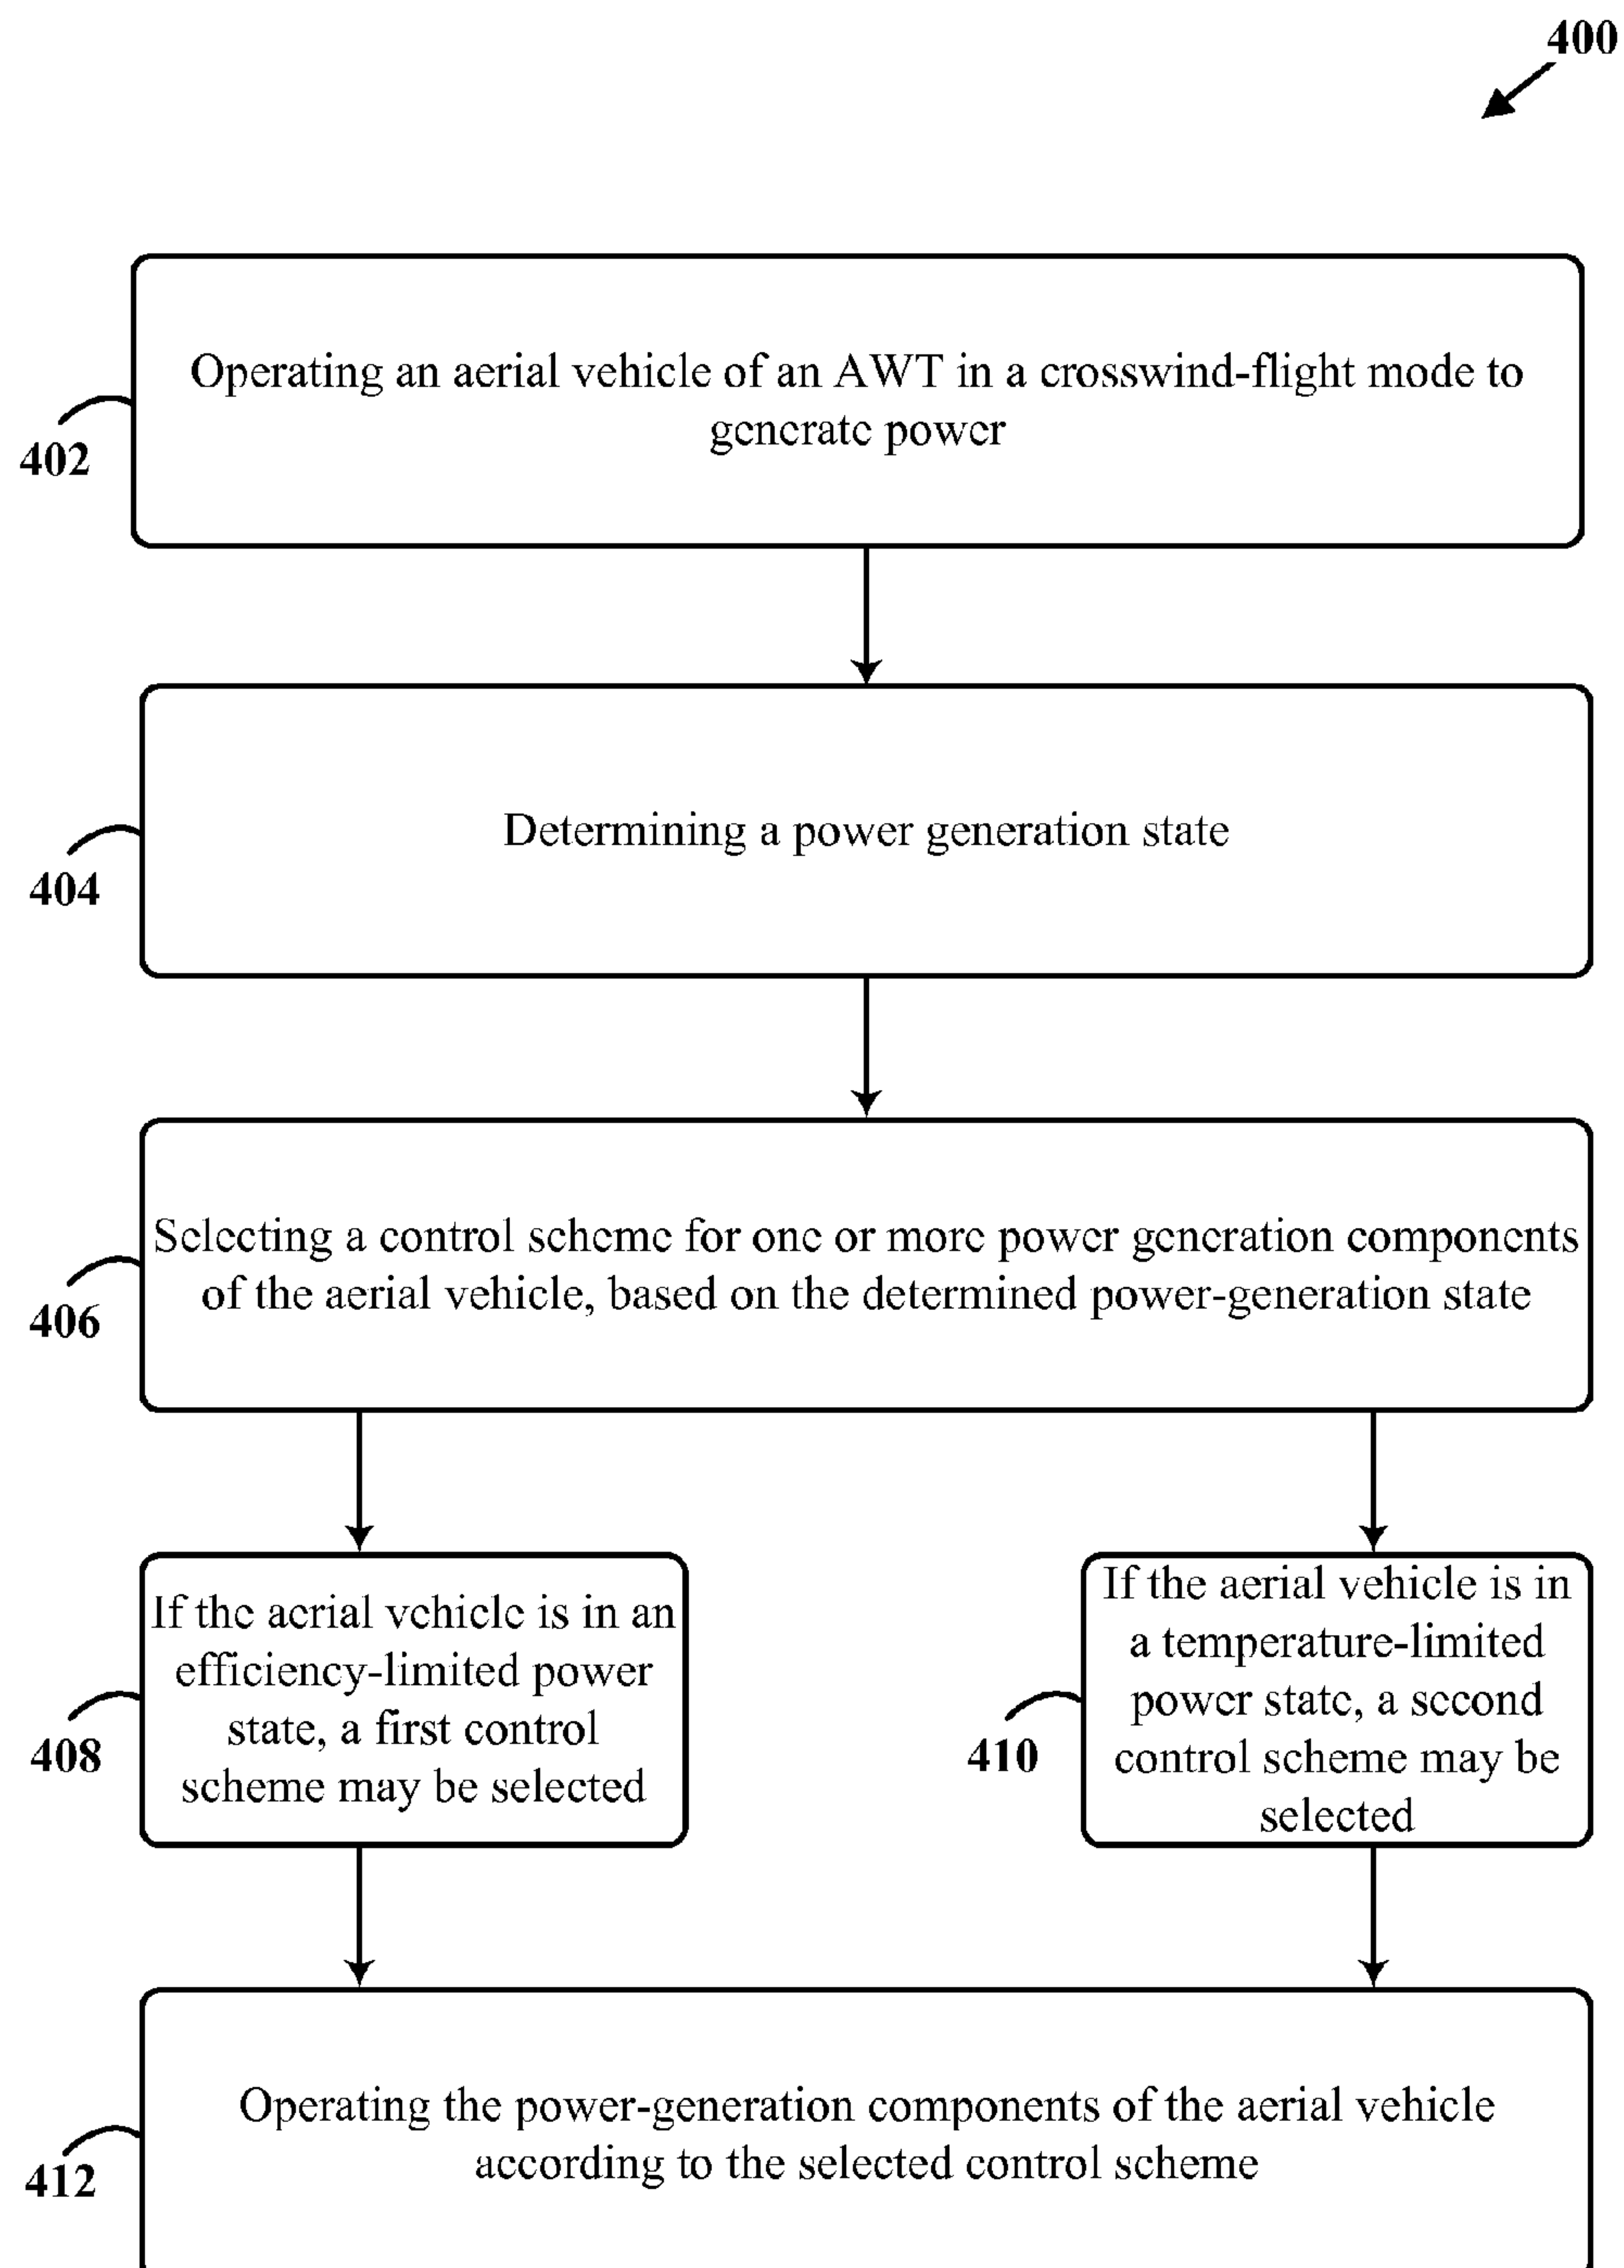 400
Operating an aerial vehicle of an AWT in a crosswind-flight mode to
generate power
402
Determining a power generation state
404
Selecting a control scheme for one or more power generation components
of the aerial vehicle, based on the determined power-generation state
406
If the aerial vehicle is in an
efficiency-limited power
state, a first control
scheme may be selected
408
If the aerial vehicle is in
a temperature-limited
power state, a second
control scheme may be
selected
410
Operating the power-generation components of the aerial vehicle
according to the selected control scheme
412